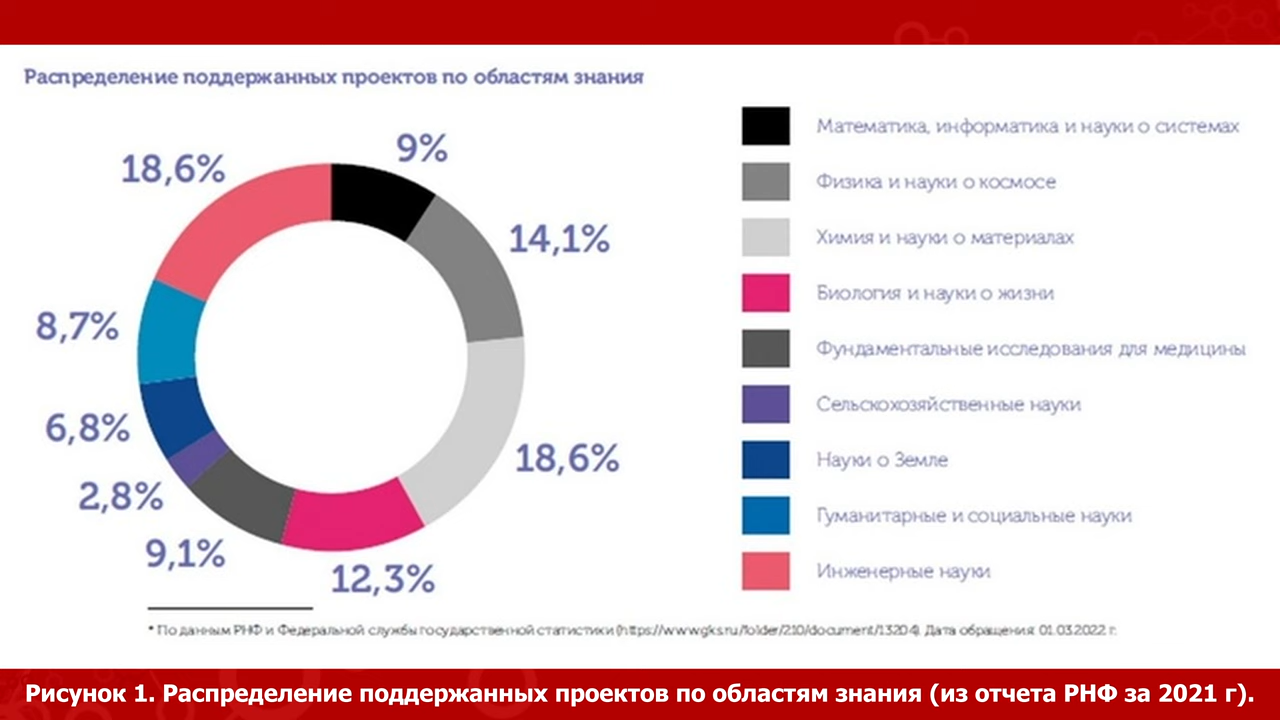 Распределение поддержанных проектов по областям знания
9%
14,1%
18,6%
12,3%
9,1%
2,8%
6,8%
8,7%
18,6%
Математика, информатика и науки о системах
Физика и науки о космосе
Химия и науки о материалах
Биология и науки о жизни
Фундаментальные исследования для медицины
Сельскохозяйственные науки
Науки о Земле
Гуманитарные и социальные науки
Инженерные науки
* По данным РНФ и Федеральной службы государственной статистики (https://www.gks.ru/folder/210/document/13204). Дата обращения: 01.03.2022 г.
Рисунок 1. Распределение поддержанных проектов по областям знания (из отчета РНФ за 2021 г).